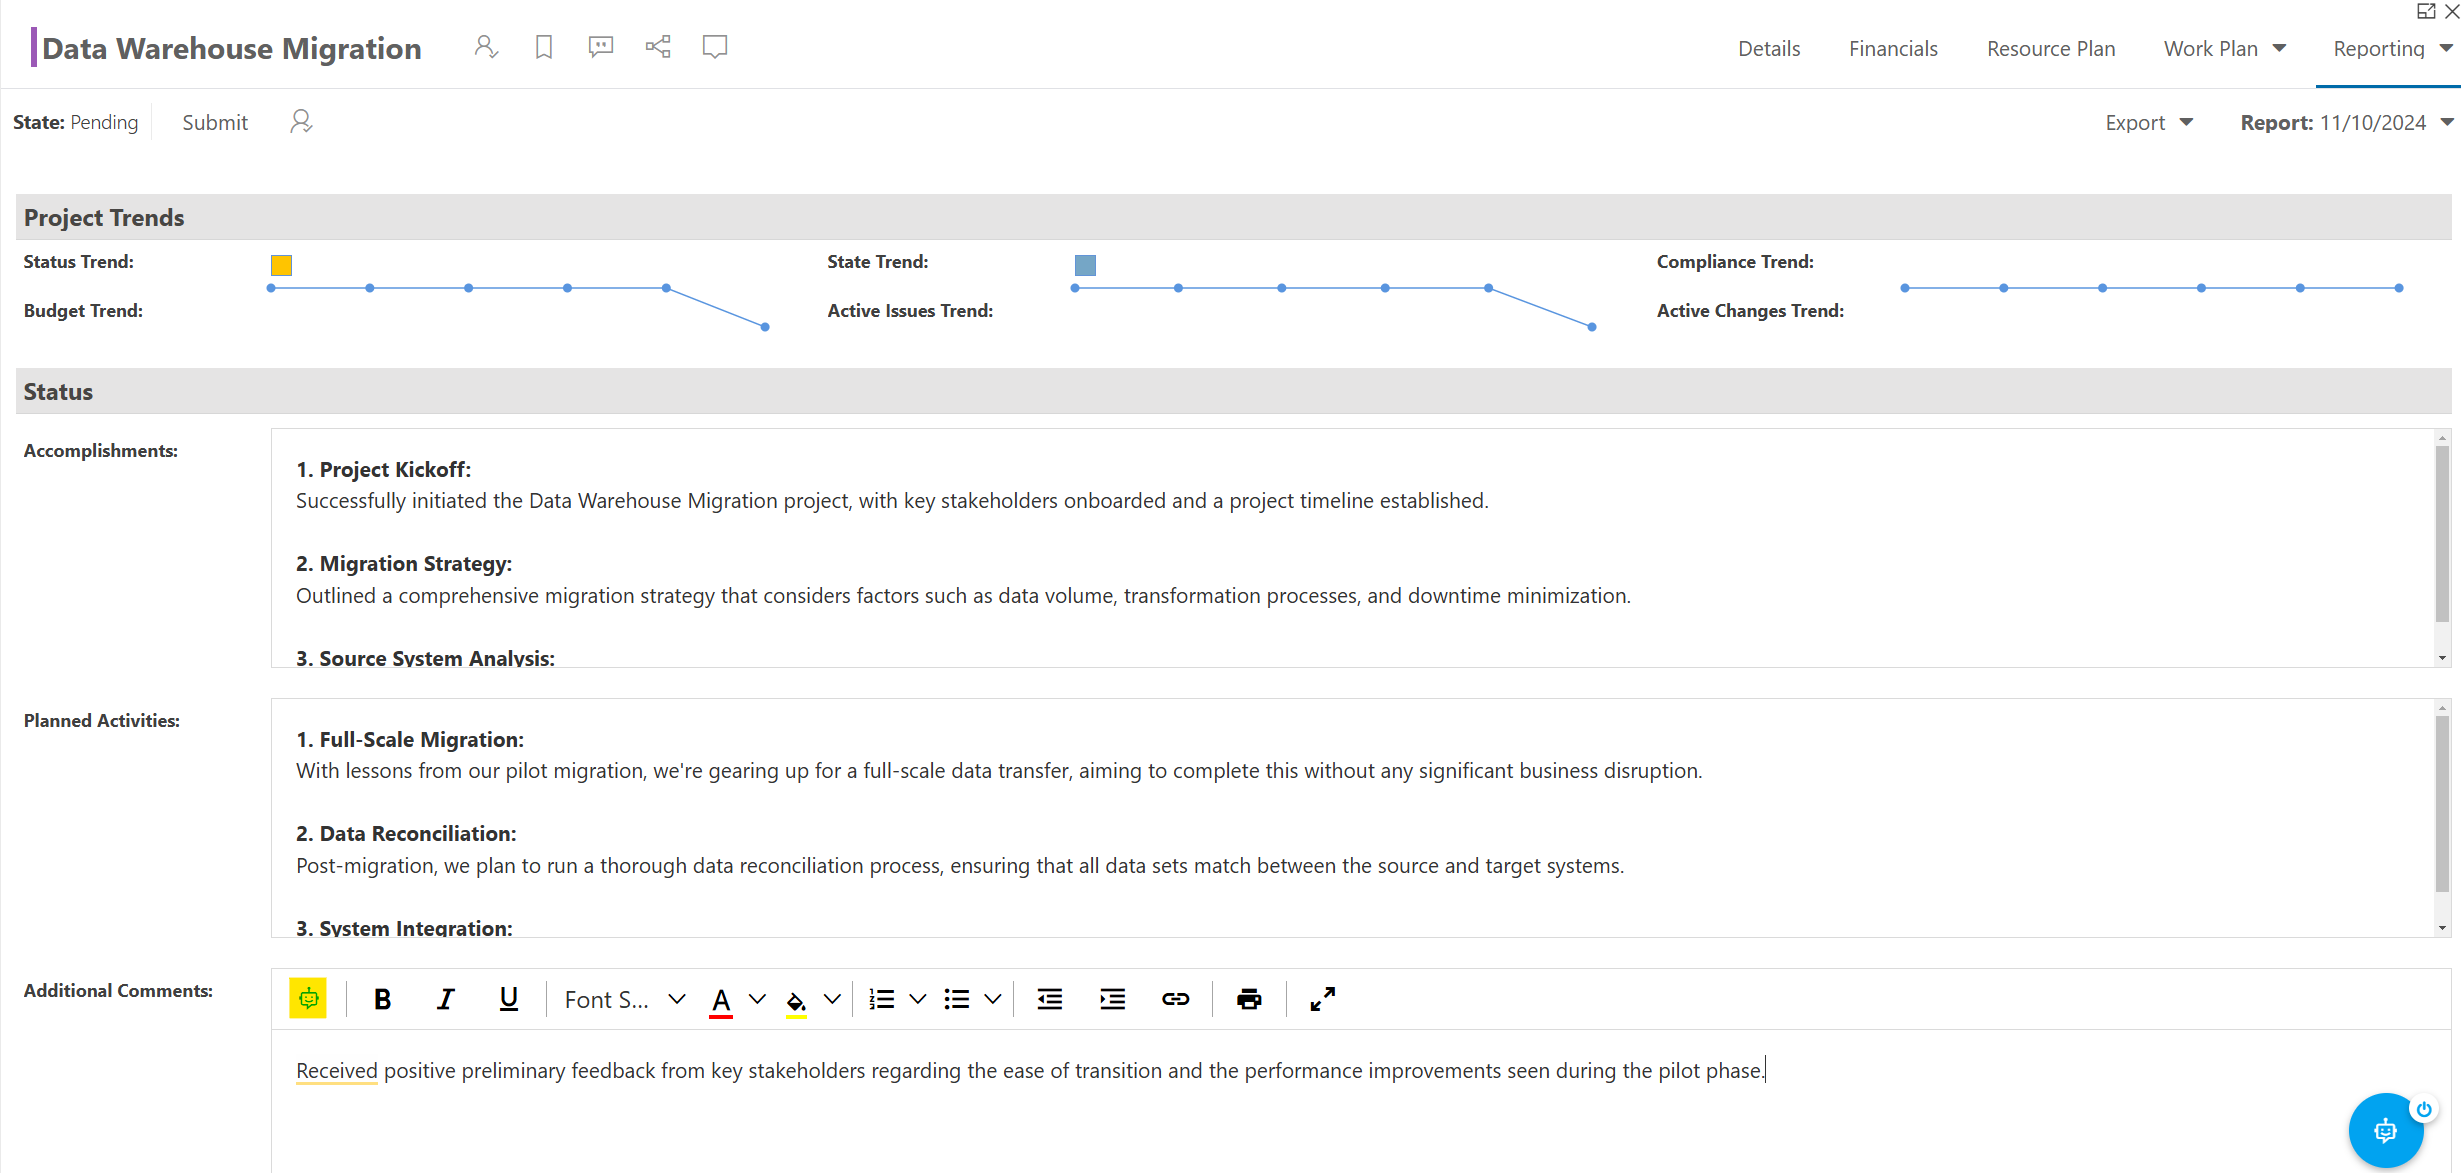 Data Warehouse Migration
Details Financials Resource Plan Work Plan Reporting
State: Pending Submit Export Report: 11/10/2024
Project Trends
Status Trend: State Trend: Compliance Trend:
Budget Trend: Active Issues Trend: Active Changes Trend:
Status
Accomplishments:
1. Project Kickoff:
Successfully initiated the Data Warehouse Migration project, with key stakeholders onboarded and a project timeline established.
2. Migration Strategy:
Outlined a comprehensive migration strategy that considers factors such as data volume, transformation processes, and downtime minimization.
3. Source System Analysis:
Planned Activities:
1. Full-Scale Migration:
With lessons from our pilot migration, we're gearing up for a full-scale data transfer, aiming to complete this without any significant business disruption.
2. Data Reconciliation:
Post-migration, we plan to run a thorough data reconciliation process, ensuring that all data sets match between the source and target systems.
3. System Integration:
Additional Comments:
B I U Font S... A
Received positive preliminary feedback from key stakeholders regarding the ease of transition and the performance improvements seen during the pilot phase.